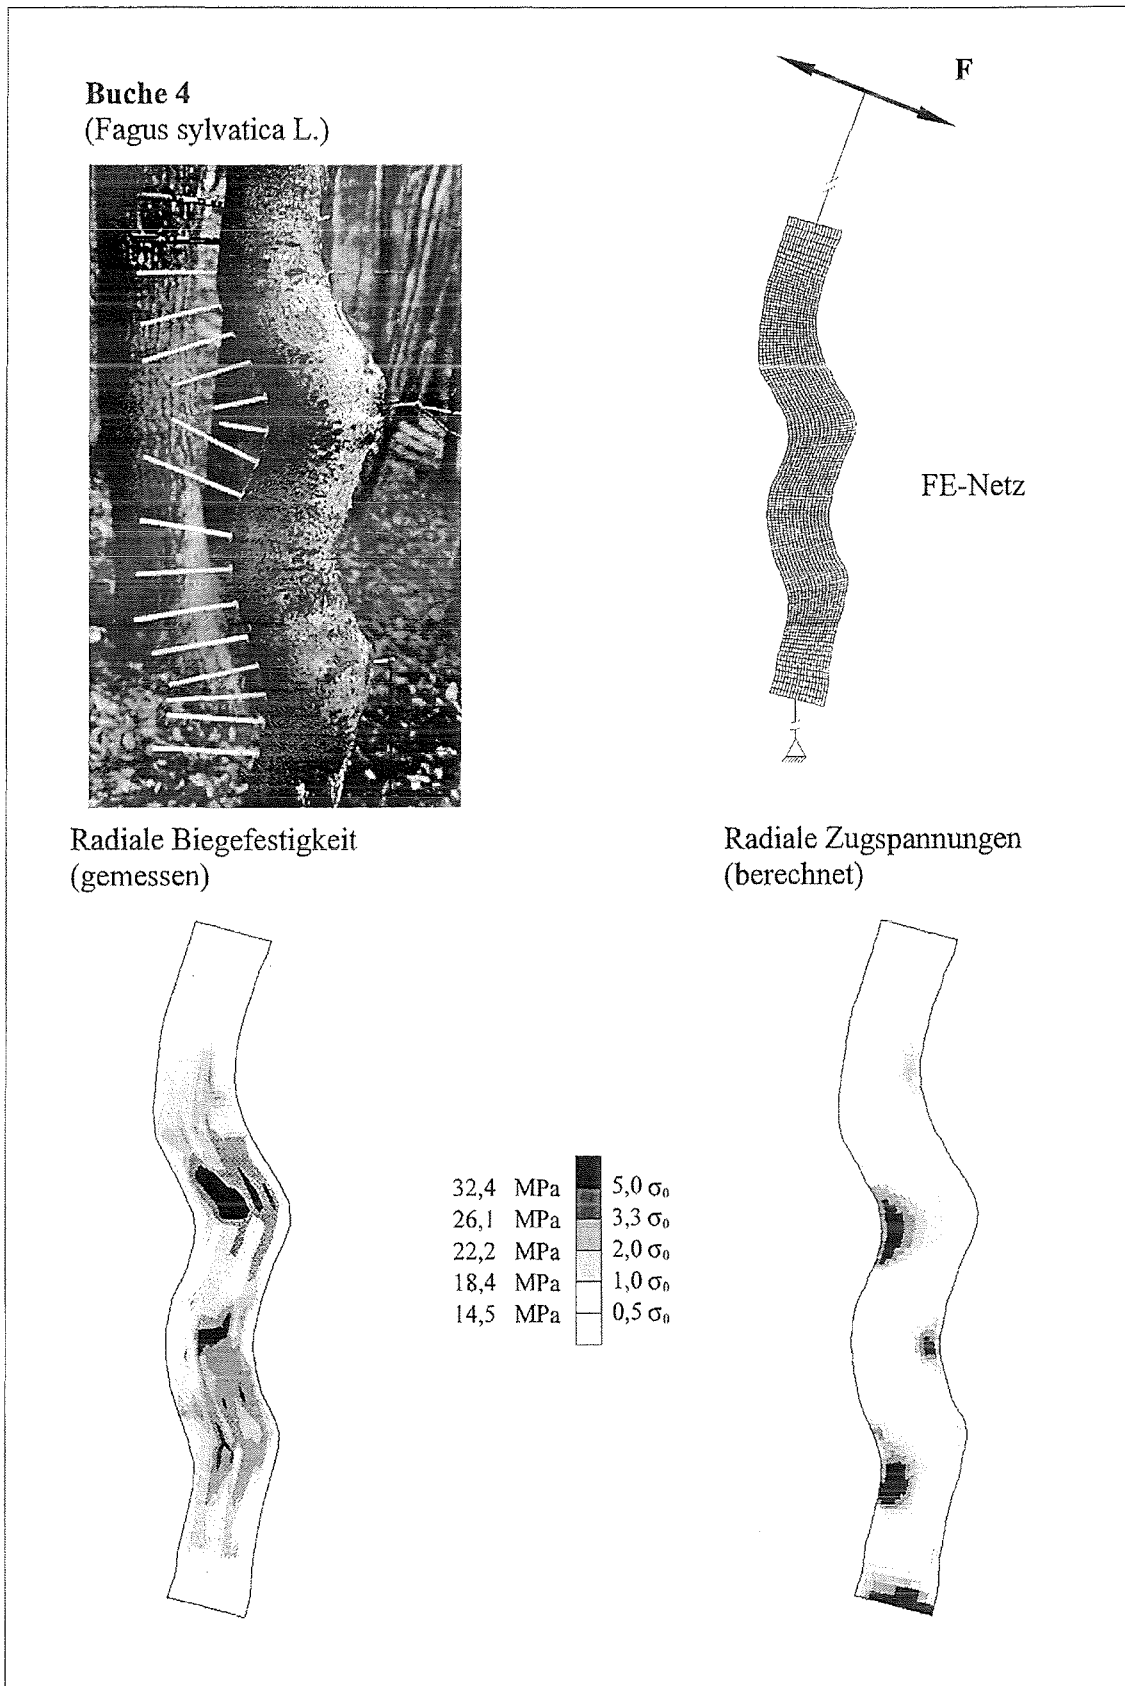 Buche 4
(Fagus sylvatica L.)
F
FE-Netz
Radiale Biegefestigkeit
(gemessen)
Radiale Zugspannungen
(berechnet)
32,4 MPa 5,0 σ₀
26,1 MPa 3,3 σ₀
22,2 MPa 2,0 σ₀
18,4 MPa 1,0 σ₀
14,5 MPa 0,5 σ₀